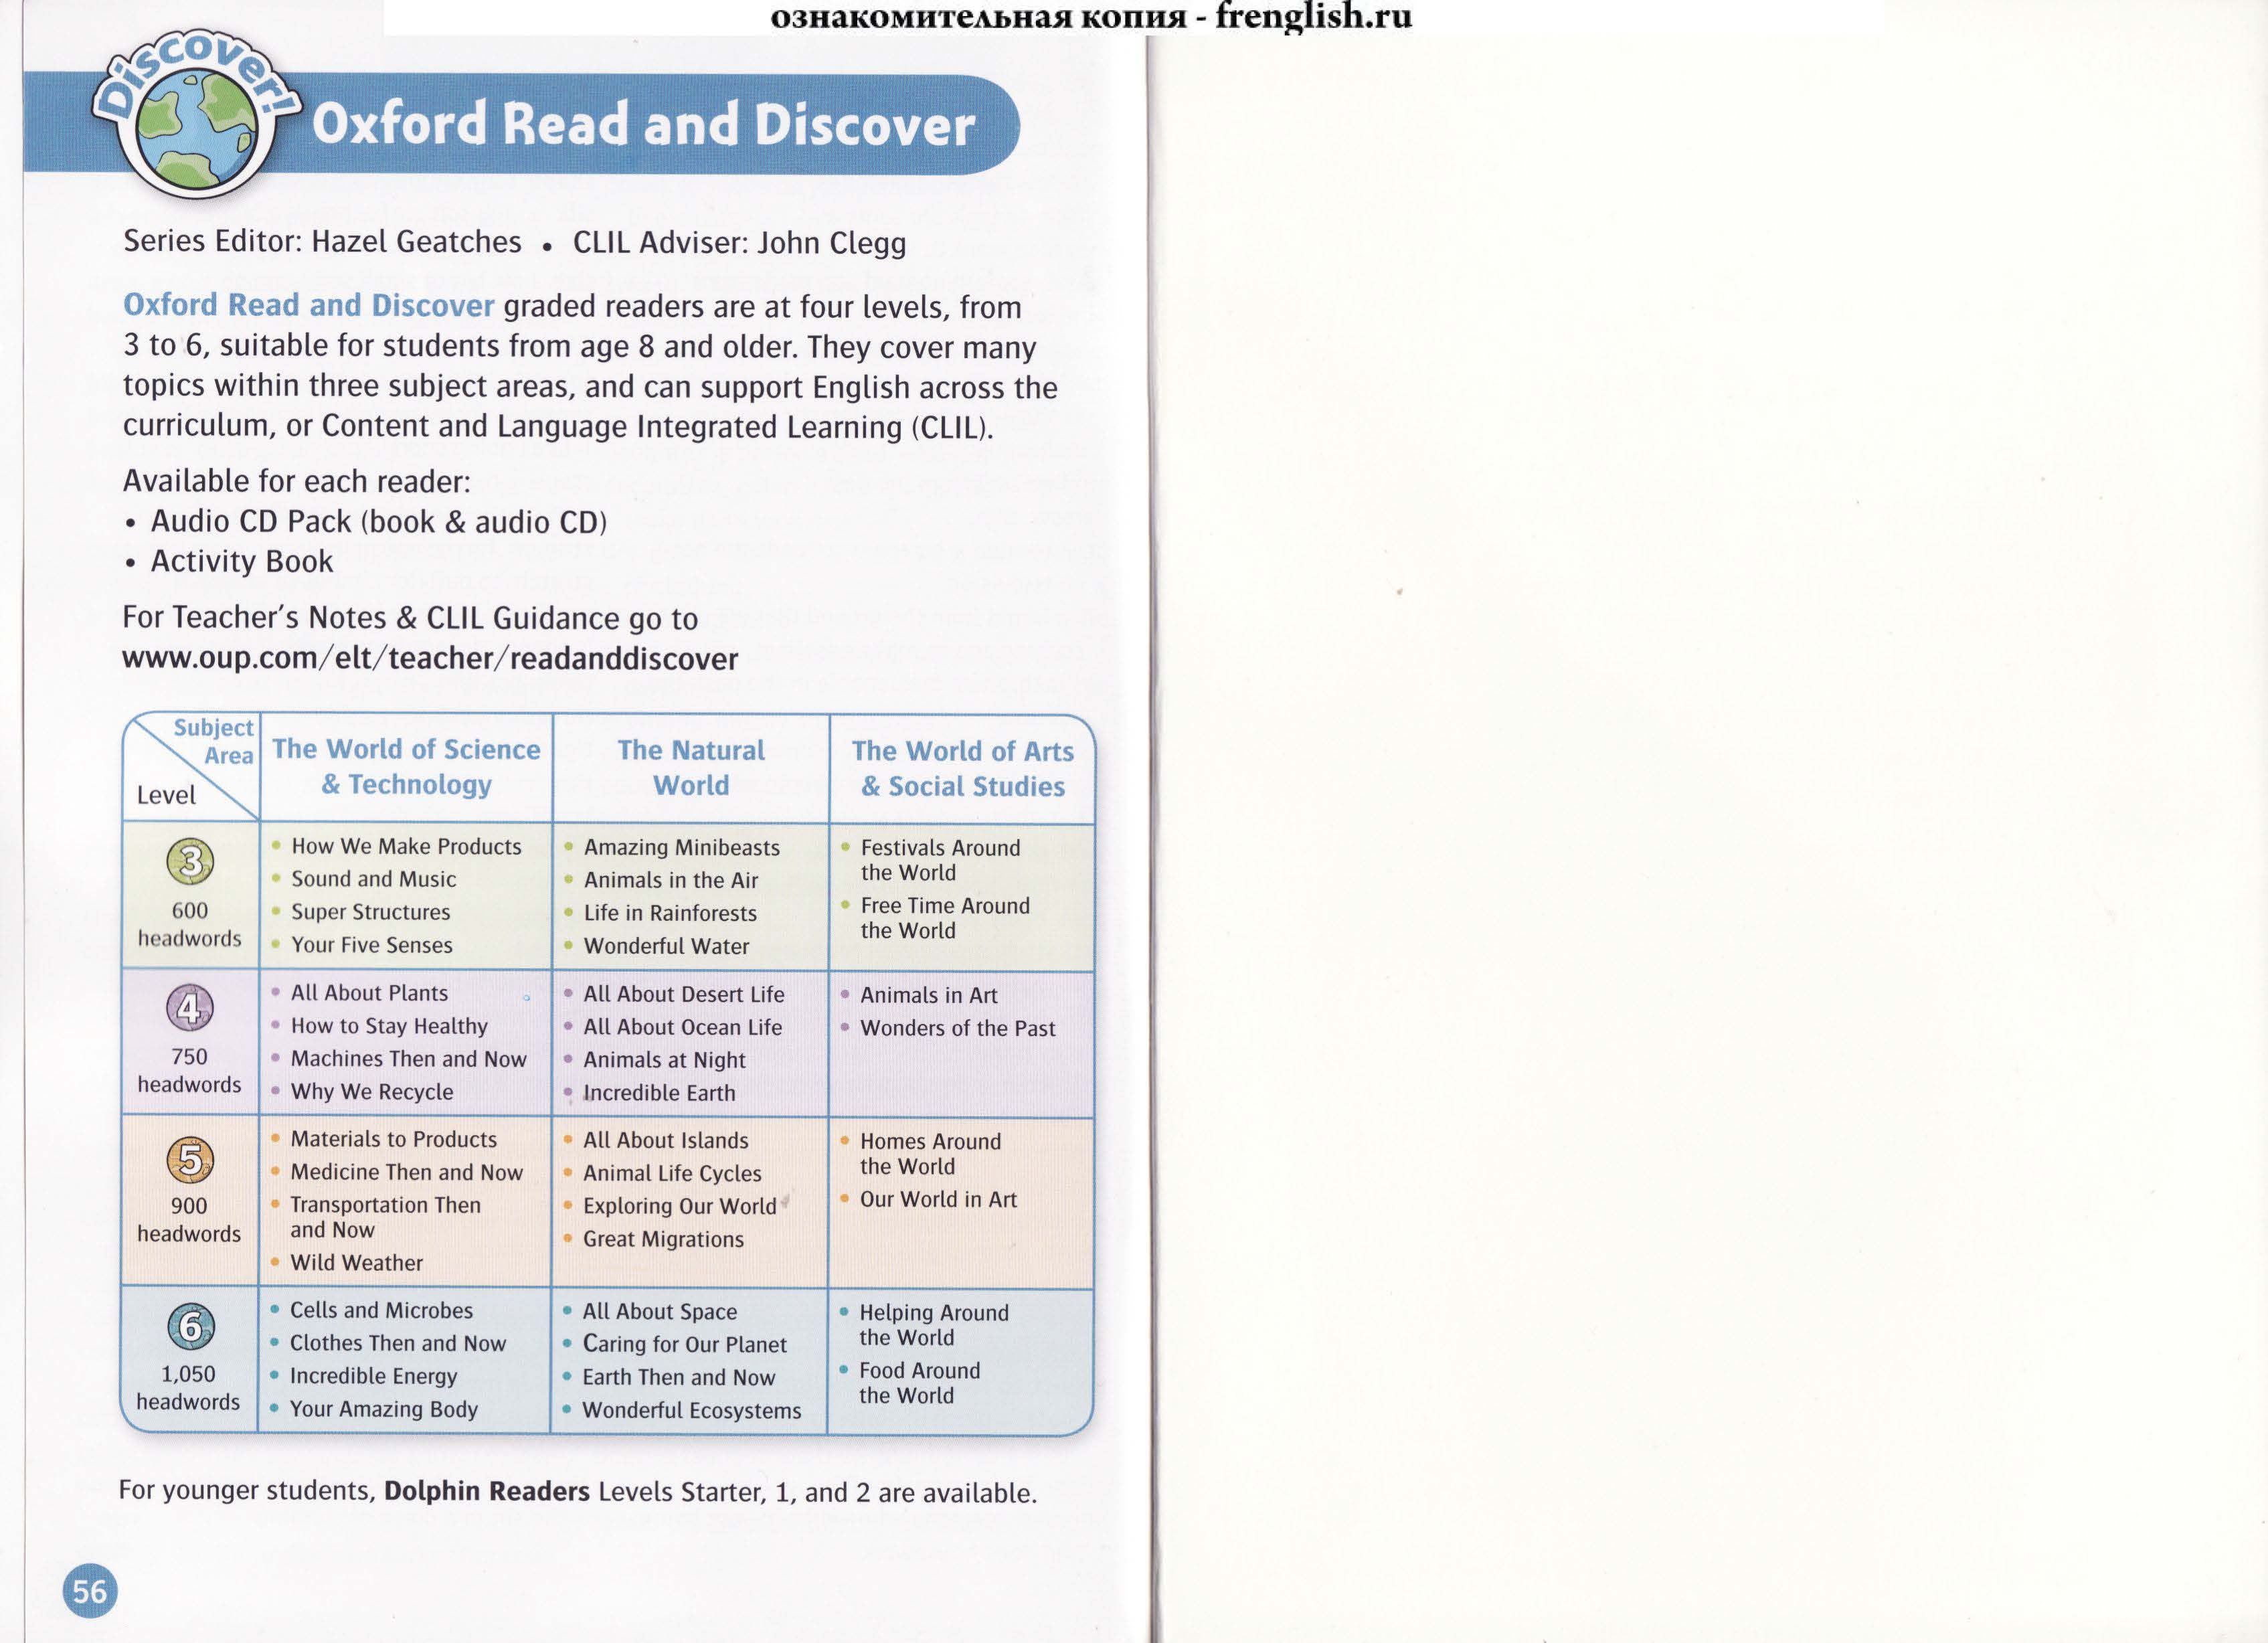 ознакомительная копия - frenglish.ru
Discover!
Oxford Read and Discover
Series Editor: Hazel Geatches • CLIL Adviser: John Clegg
Oxford Read and Discover graded readers are at four levels, from
3 to 6, suitable for students from age 8 and older. They cover many
topics within three subject areas, and can support English across the
curriculum, or Content and Language Integrated Learning (CLIL).
Available for each reader:
• Audio CD Pack (book & audio CD)
• Activity Book
For Teacher's Notes & CLIL Guidance go to
www.oup.com/elt/teacher/readanddiscover
Subject
Area
Level
The World of Science
& Technology
The Natural
World
The World of Arts
& Social Studies
3
600
headwords
• How We Make Products
• Sound and Music
• Super Structures
• Your Five Senses
• Amazing Minibeasts
• Animals in the Air
• Life in Rainforests
• Wonderful Water
• Festivals Around
the World
• Free Time Around
the World
4
750
headwords
• All About Plants
• How to Stay Healthy
• Machines Then and Now
• Why We Recycle
• All About Desert Life
• All About Ocean Life
• Animals at Night
• Incredible Earth
• Animals in Art
• Wonders of the Past
5
900
headwords
• Materials to Products
• Medicine Then and Now
• Transportation Then
and Now
• Wild Weather
• All About Islands
• Animal Life Cycles
• Exploring Our World
• Great Migrations
• Homes Around
the World
• Our World in Art
6
1,050
headwords
• Cells and Microbes
• Clothes Then and Now
• Incredible Energy
• Your Amazing Body
• All About Space
• Caring for Our Planet
• Earth Then and Now
• Wonderful Ecosystems
• Helping Around
the World
• Food Around
the World
For younger students, Dolphin Readers Levels Starter, 1, and 2 are available.
56